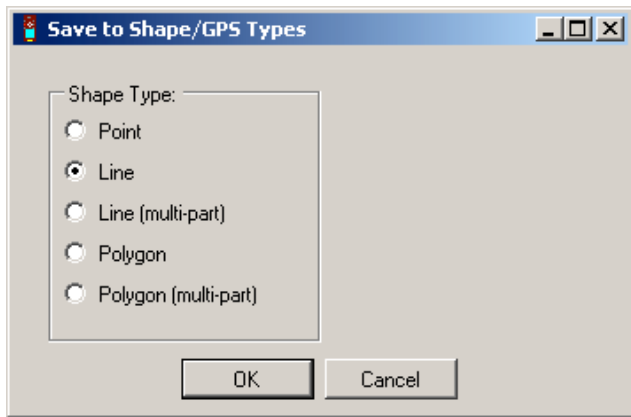 Save to Shape/GPS Types
Shape Type:
Point
Line
Line (multi-part)
Polygon
Polygon (multi-part)
OK
Cancel